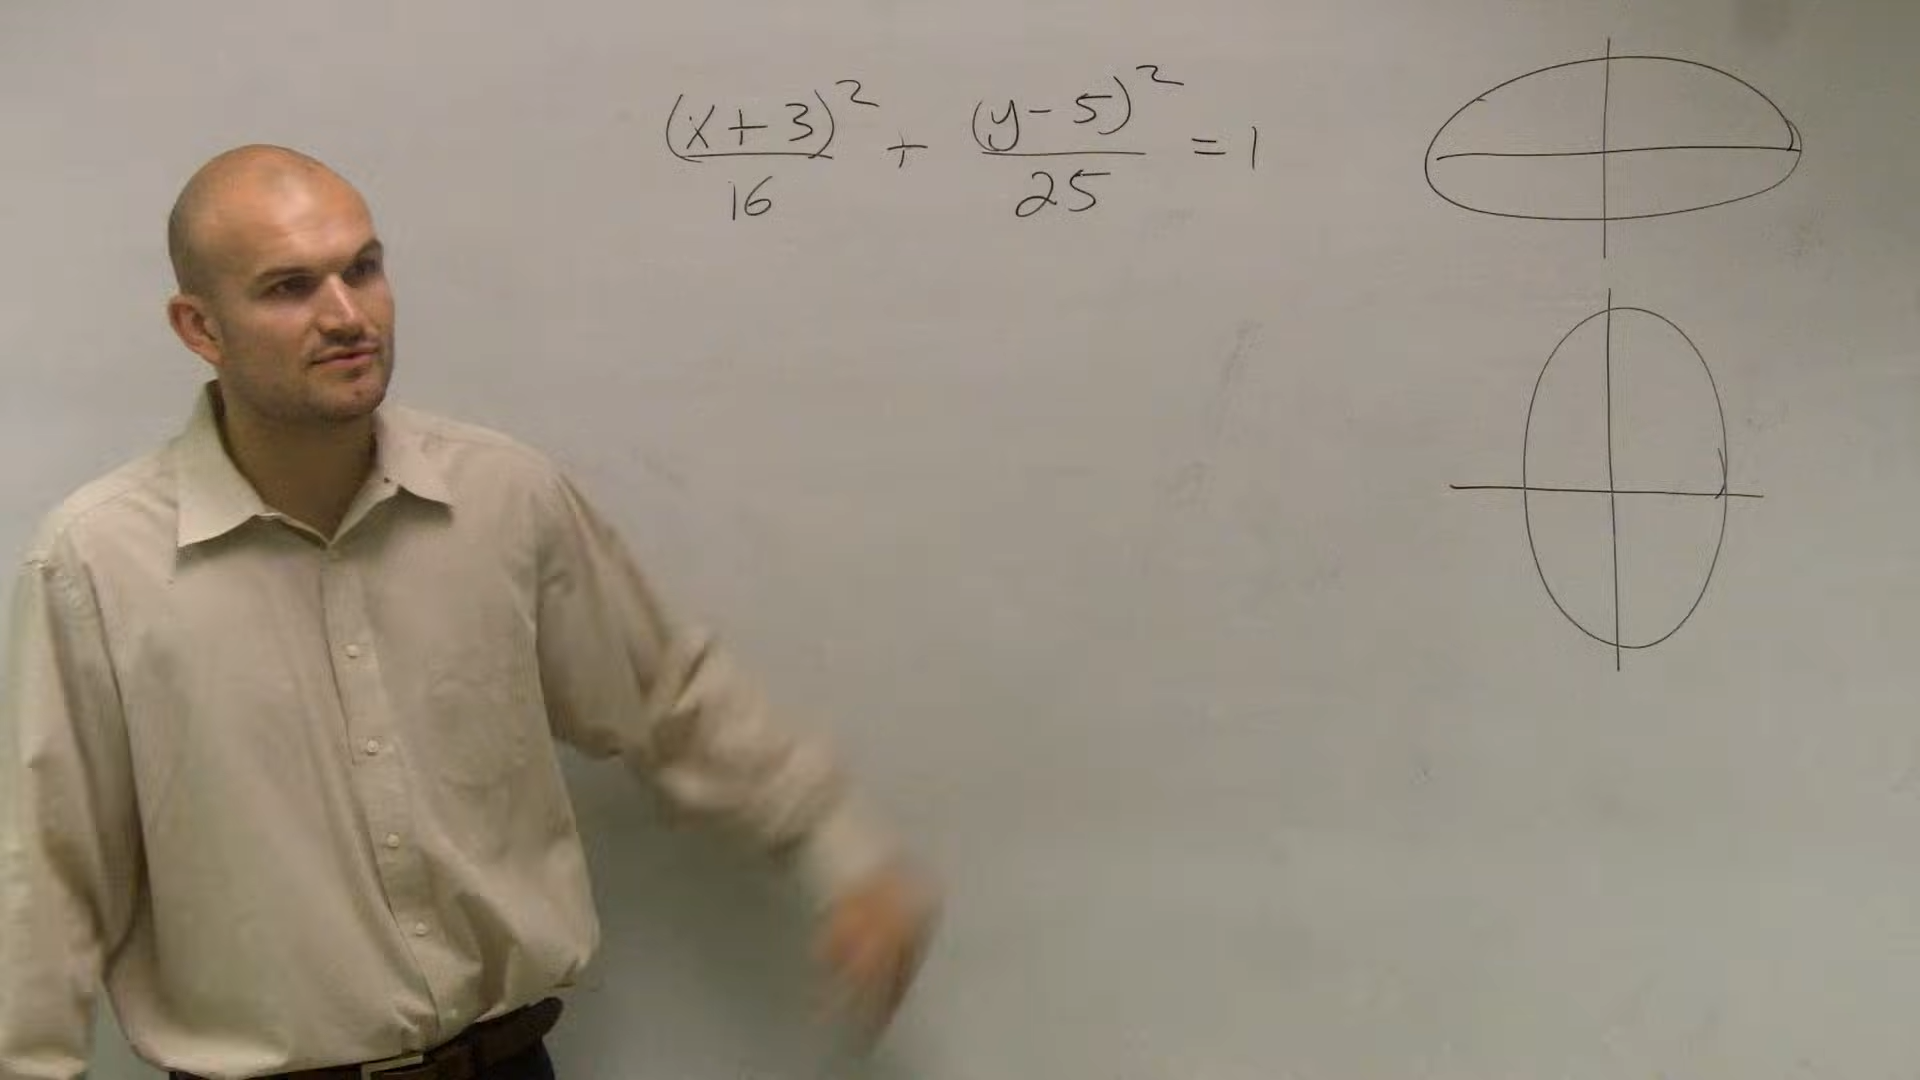 (x+3)² + (y-5)² = 1
16 25